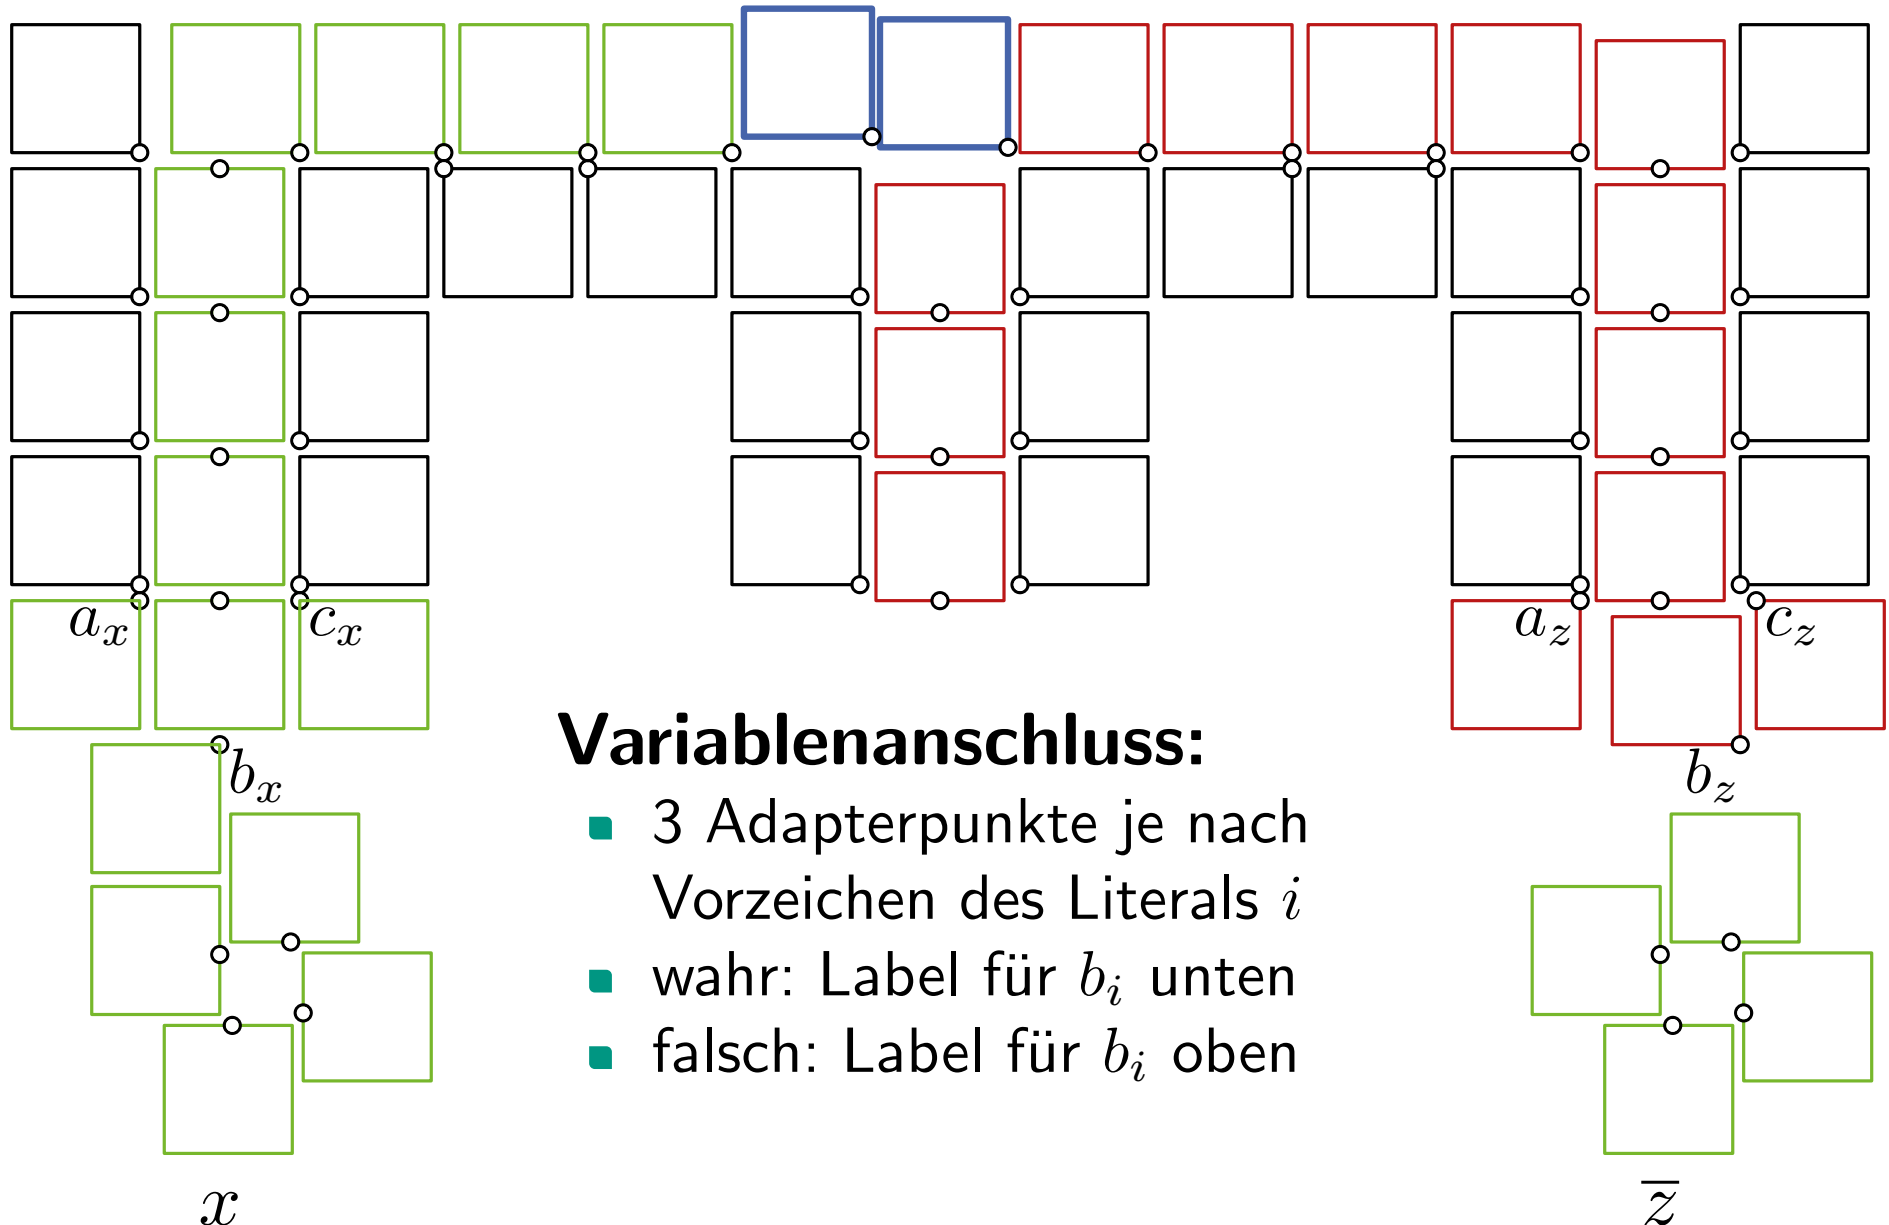 a_x c_x a_z c_z
b_x b_z
Variablenanschluss:
3 Adapterpunkte je nach
Vorzeichen des Literals i
wahr: Label für b_i unten
falsch: Label für b_i oben
x z̅